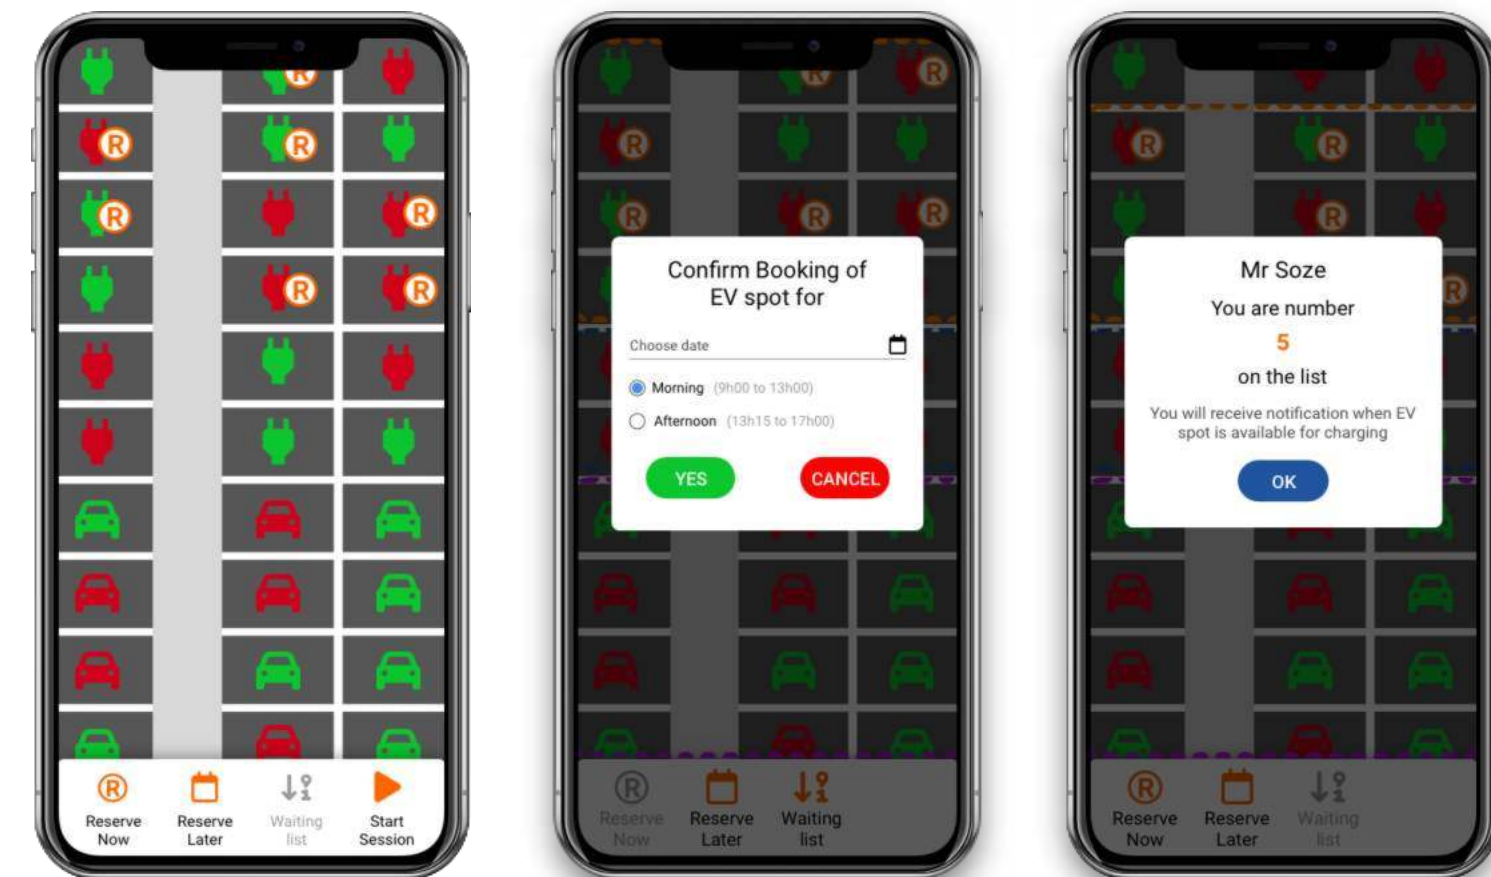 R
R
R
R
R
R
R
R
Reserve
Now
Reserve
Later
Waiting
list
Start
Session
R
R
R
R
R
R
Confirm Booking of
EV spot for
Choose date
Morning (9h00 to 13h00)
Afternoon (13h15 to 17h00)
YES
CANCEL
R
Reserve
Now
Reserve
Later
Waiting
list
R
R
R
R
Mr Soze
You are number
5
on the list
You will receive notification when EV
spot is available for charging
OK
R
Reserve
Now
Reserve
Later
Waiting
list